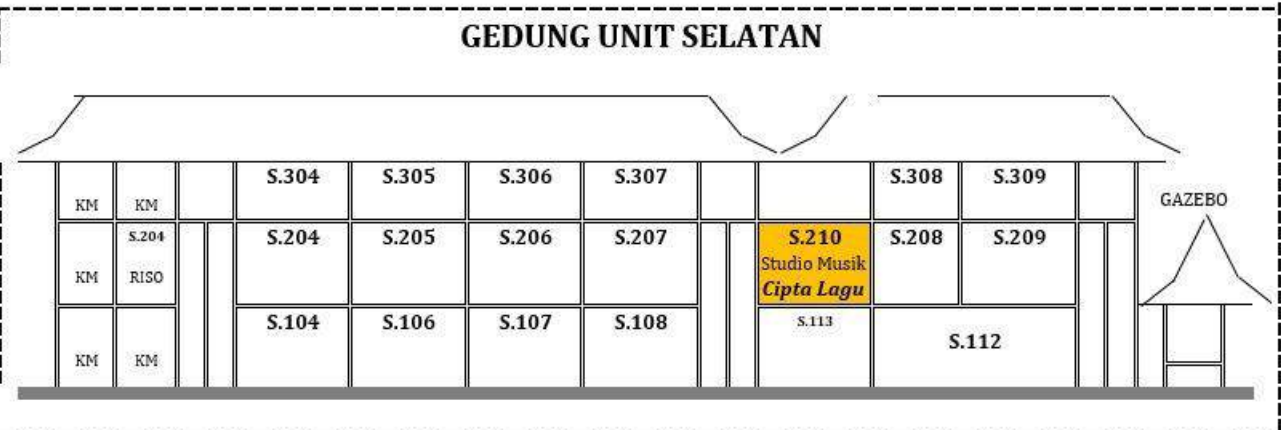 GEDUNG UNIT SELATAN
KM KM S.304 S.305 S.306 S.307 S.308 S.309
GAZEBO
KM S.204 RISO S.204 S.205 S.206 S.207 S.210 Studio Musik Cipta Lagu S.208 S.209
KM KM S.104 S.106 S.107 S.108 S.113 S.112